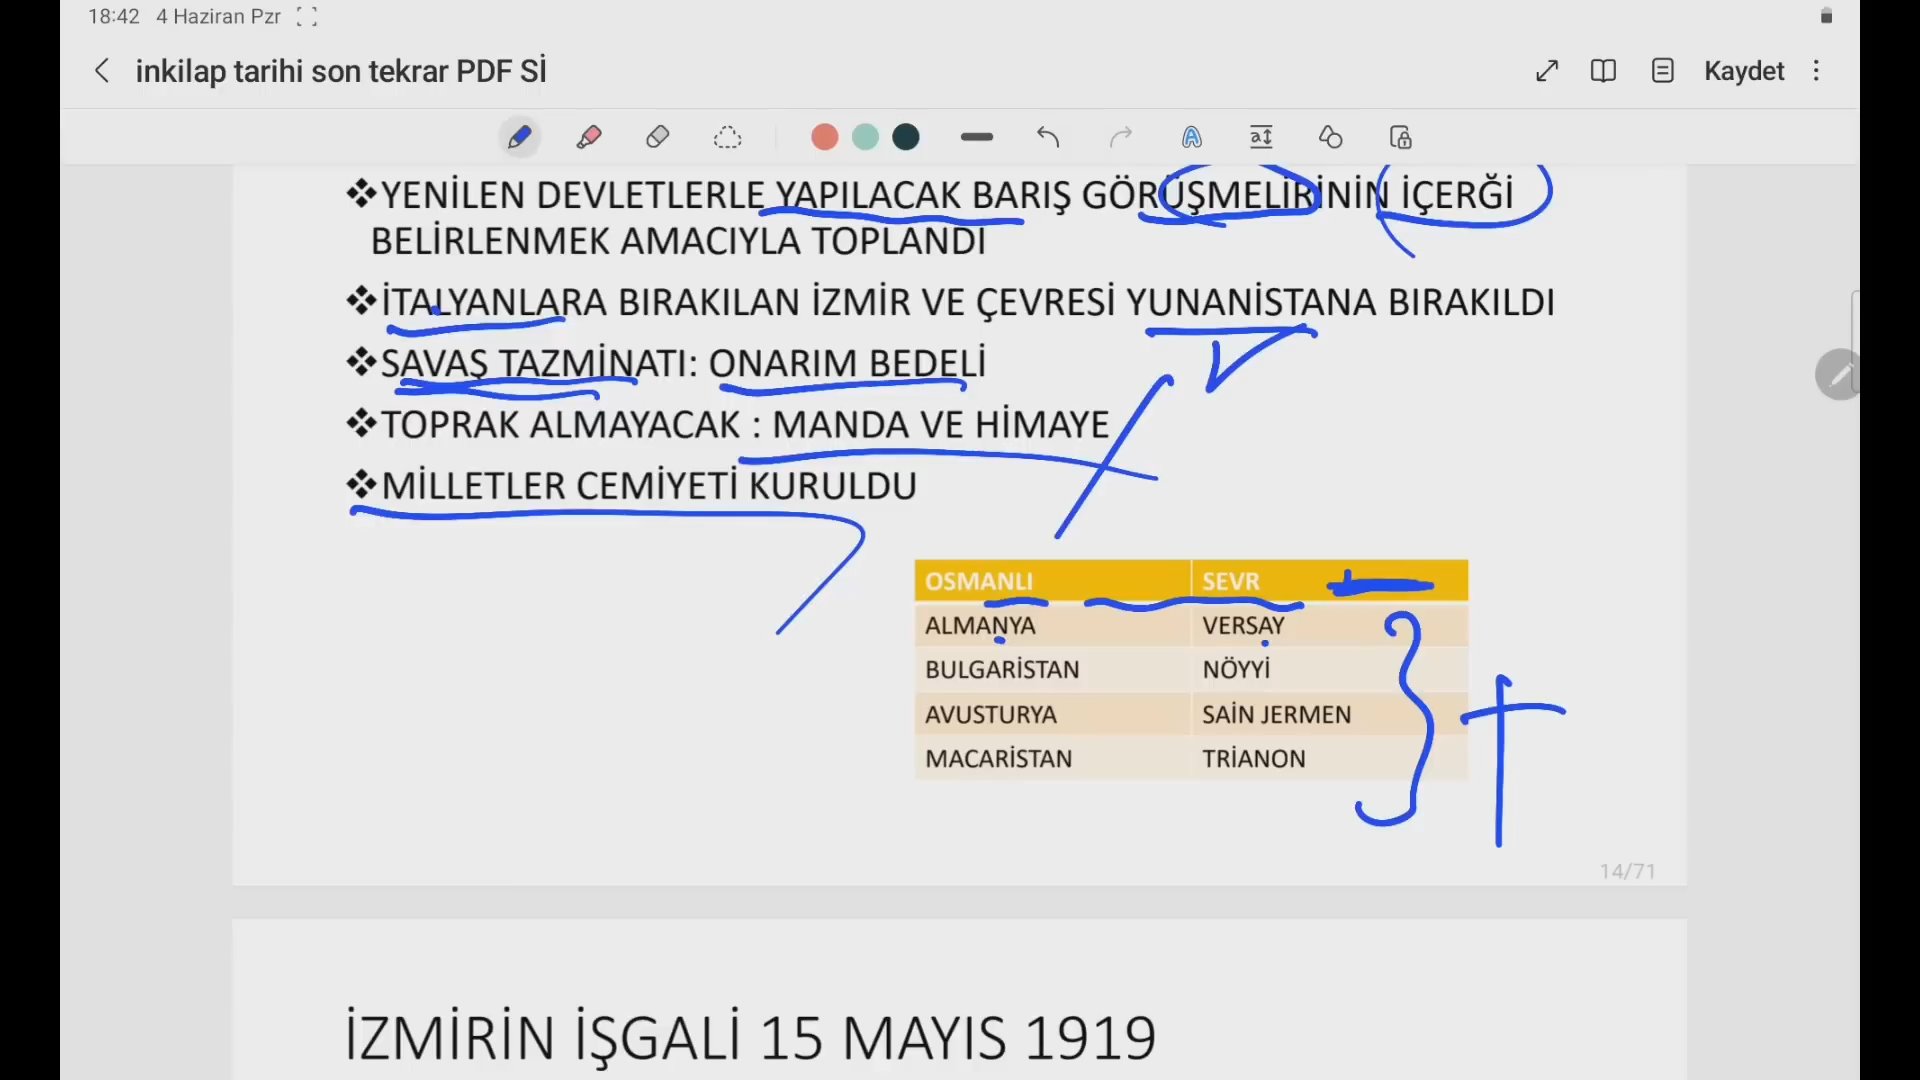 18:42 4 Haziran Pzr
inkilap tarihi son tekrar PDF Sİ
Kaydet
❖YENİLEN DEVLETLERLE YAPILACAK BARIŞ GÖRÜŞMELİRİNİN İÇERĞİ
BELİRLENMEK AMACIYLA TOPLANDI
❖İTALYANLARA BIRAKILAN İZMİR VE ÇEVRESİ YUNANİSTANA BIRAKILDI
❖SAVAŞ TAZMİNATI: ONARIM BEDELİ
❖TOPRAK ALMAYACAK : MANDA VE HİMAYE
❖MİLLETLER CEMİYETİ KURULDU
OSMANLI SEVR
ALMANYA VERSAY
BULGARİSTAN NÖYYİ
AVUSTURYA SAİN JERMEN
MACARİSTAN TRİANON
14/71
İZMİRİN İŞGALİ 15 MAYIS 1919